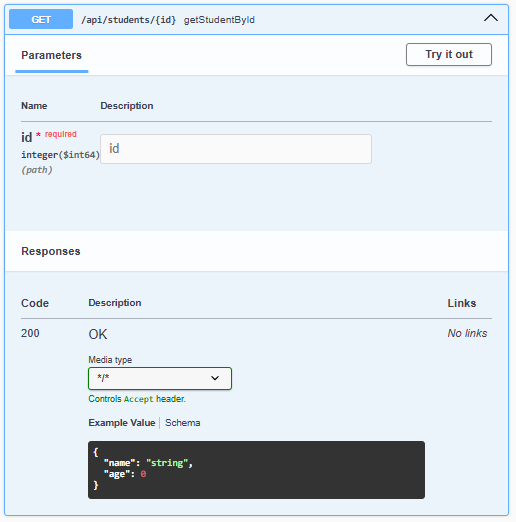 GET /api/students/{id} getStudentById
Parameters
Try it out
Name Description
id * required
integer($int64)
(path)
id
Responses
Code Description Links
200 OK No links
Media type
*/*
Controls Accept header.
Example Value Schema
{
"name": "string",
"age": 0
}